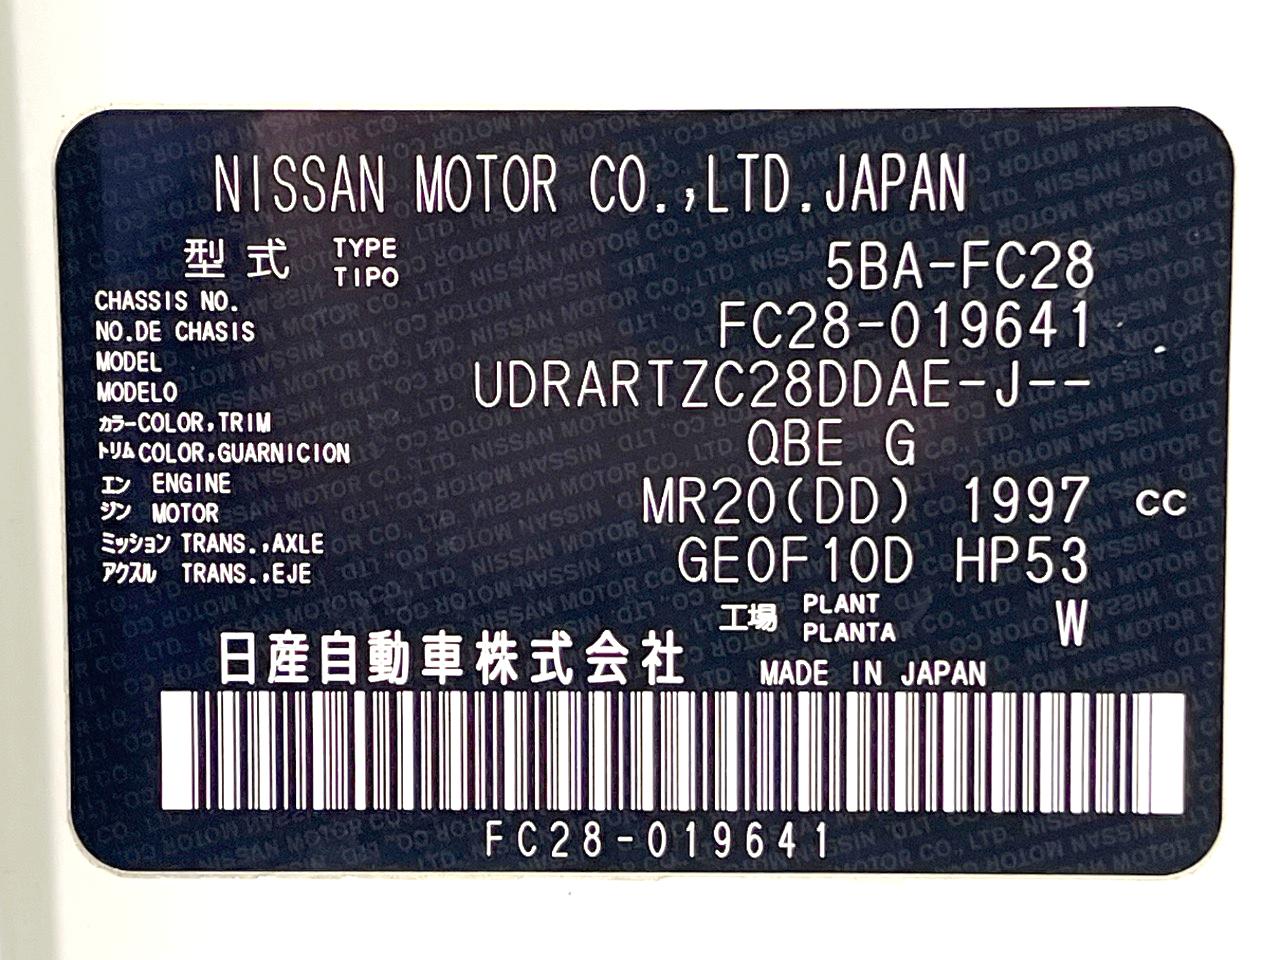 NISSAN MOTOR CO.,LTD.JAPAN
型式 TYPE TIPO 5BA-FC28
CHASSIS NO.
NO.DE CHASIS FC28-019641
MODEL
MODELO UDRARTZC28DDAE-J--
カラー COLOR,TRIM
トリム COLOR,GUARNICION QBE G
エン ENGINE
ジン MOTOR MR20(DD) 1997 cc
ミッション TRANS.,AXLE
アクスル TRANS.,EJE GE0F10D HP53
工場 PLANT PLANTA W
日産自動車株式会社 MADE IN JAPAN
FC28-019641